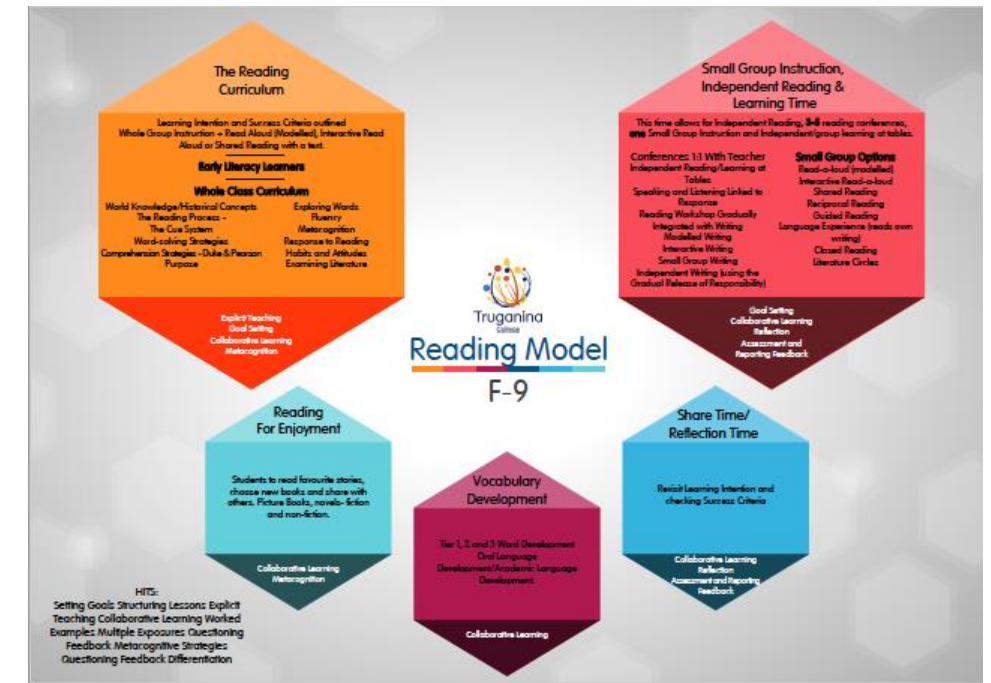 The Reading
Curriculum
Learning Intention and Success Criteria outlined
Whole Group Instruction + Read Aloud (Modelled), Interactive Read
Aloud or Shared Reading with a text.
Early Literacy Learners
Whole Class Curriculum
World Knowledge/Historical Concepts
The Reading Process -
The Cue System
Word-solving Strategies
Comprehension Strategies - Duke & Pearson
Purpose
Exploring Words
Fluency
Metacognition
Response to Reading
Habits and Attitudes
Examining Literature
Explicit Teaching
Goal Setting
Collaborative Learning
Metacognition
Small Group Instruction,
Independent Reading &
Learning Time
This time allows for Independent Reading, 3-5 reading conferences,
one Small Group Instruction and Independent/group learning at tables.
Conferences 1:1 With Teacher
Independent Reading/Learning at
Tables
Speaking and Listening Linked to
Response
Reading Workshop Gradually
Integrated with Writing
Modelled Writing
Interactive Writing
Small Group Writing
Independent Writing (using the
Gradual Release of Responsibility)
Small Group Options
Read-a-loud (modelled)
Interactive Read-a-loud
Shared Reading
Reciprocal Reading
Guided Reading
Language Experience (reads own
writing)
Closed Reading
Literature Circles
Goal Setting
Collaborative Learning
Reflection
Assessment and
Reporting Feedback
Truganina
College
Reading Model
F-9
Reading
For Enjoyment
Students to read favourite stories,
choose new books and share with
others. Picture Books, novels- fiction
and non-fiction.
Collaborative Learning
Metacognition
Vocabulary
Development
Tier 1, 2 and 3 Word Development
Oral Language
Development/Academic Language
Development
Collaborative Learning
Share Time/
Reflection Time
Revisit Learning Intention and
checking Success Criteria
Collaborative Learning
Reflection
Assessment and Reporting
Feedback
HITS:
Setting Goals Structuring Lessons Explicit
Teaching Collaborative Learning Worked
Examples Multiple Exposures Questioning
Feedback Metacognitive Strategies
Questioning Feedback Differentiation